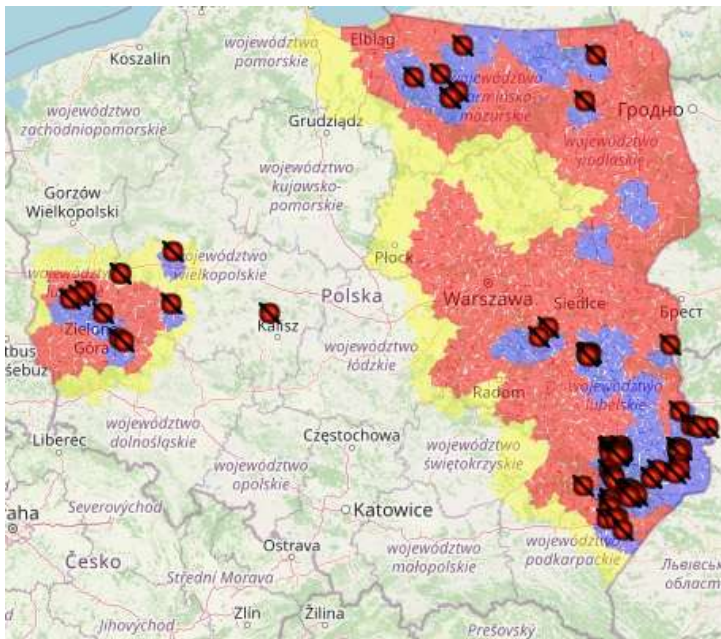 Koszalin
województwo
pomorskie
Elbląg
województwo
zachodniopomorskie
województwo
warmińsko-
mazurskie
Гродно
Grudziądz
województwo
podlaskie
województwo
kujawsko-
pomorskie
Gorzów
Wielkopolski
Płock
województwo
wielkopolskie
Polska
Warszawa
Siedlce
Брест
Zielona
Góra
Kalisz
województwo
łódzkie
Radom
województwo
lubelskie
województwo
dolnośląskie
Liberec
Częstochowa
województwo
świętokrzyskie
województwo
opolskie
Severovýchod
Katowice
Česko
Ostrava
województwo
małopolskie
województwo
podkarpackie
Střední Morava
Jihovýchod
Zlín
Žilina
Prešovský